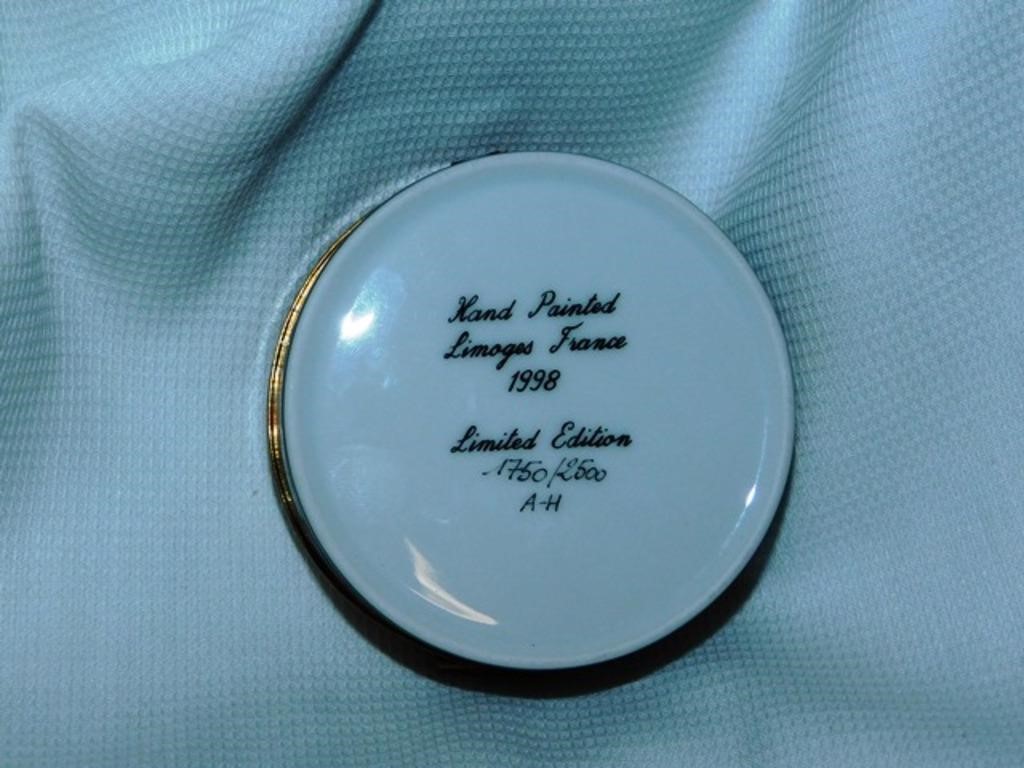 Hand Painted
Limoges France
1998
Limited Edition
1750/2500
A-H